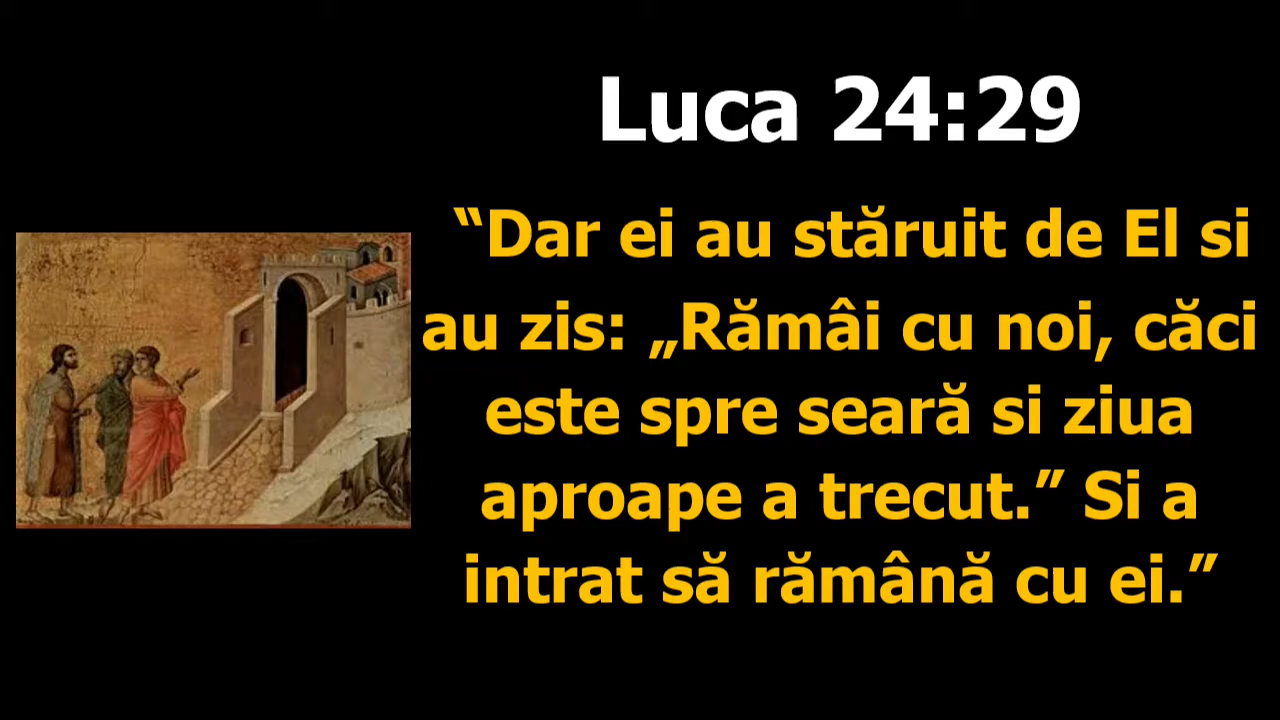 Luca 24:29
“Dar ei au stăruit de El si
au zis: „Rămâi cu noi, căci
este spre seară si ziua
aproape a trecut.” Si a
intrat să rămână cu ei.”